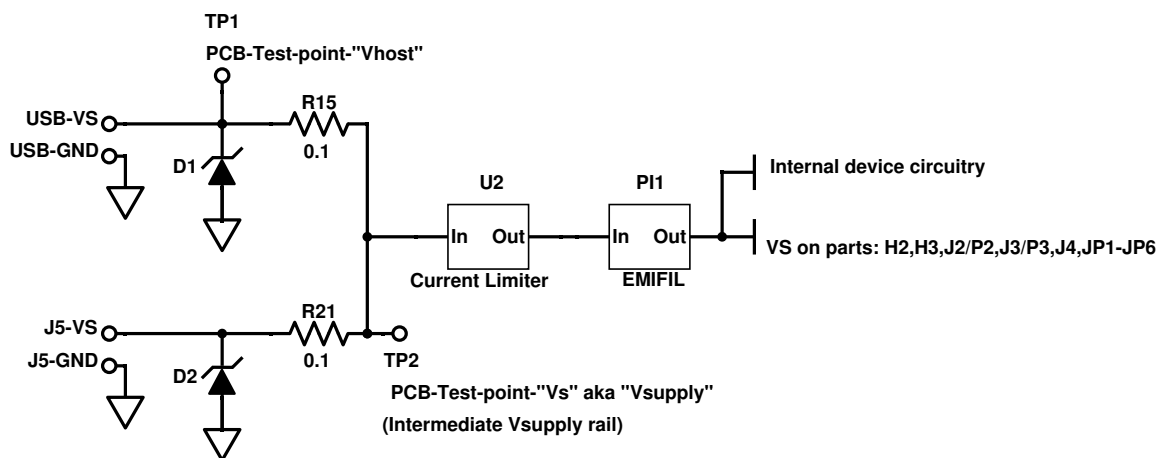 TP1
PCB-Test-point-"Vhost"
R15
USB-VS
USB-GND
D1
0.1
U2
PI1
Internal device circuitry
In Out
In Out
VS on parts: H2,H3,J2/P2,J3/P3,J4,JP1-JP6
Current Limiter
EMIFIL
R21
J5-VS
J5-GND
D2
0.1
TP2
PCB-Test-point-"Vs" aka "Vsupply"
(Intermediate Vsupply rail)